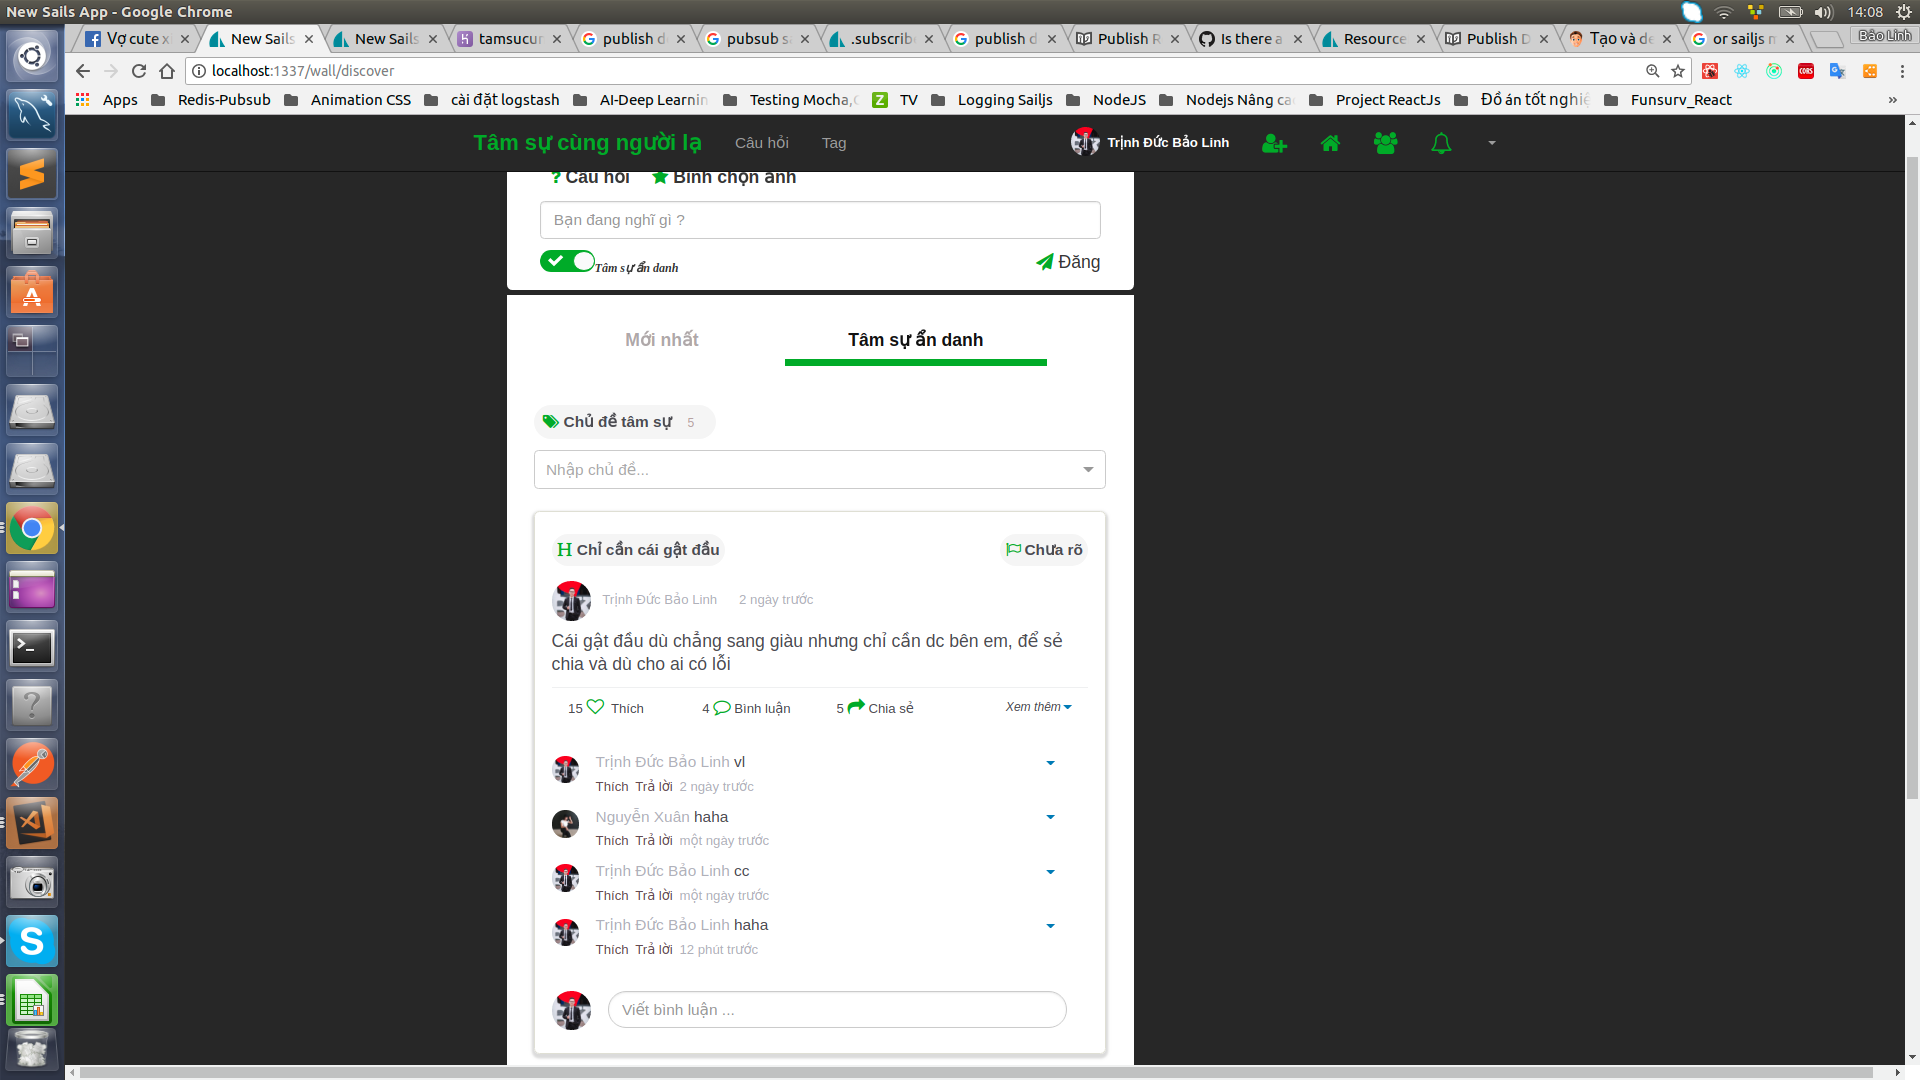 New Sails App - Google Chrome
14:08
Vợ cute x
New Sails
New Sails
tamsucun
publish d
pubsub sa
.subscrib
publish d
Publish R
Is there a
Resource
Publish D
Tạo và de
or sailjs m
Bảo Linh
localhost:1337/wall/discover
Apps
Redis-Pubsub
Animation CSS
cài đặt logstash
AI-Deep Learnin
Testing Mocha,C
TV
Logging Sailjs
NodeJS
Nodejs Nâng ca
Project ReactJs
Đồ án tốt nghiệ
Funsurv_React
»
Tâm sự cùng người lạ
Câu hỏi
Tag
Trịnh Đức Bảo Linh
? Câu hỏi
Bình chọn ảnh
Bạn đang nghĩ gì ?
Tâm sự ẩn danh
Đăng
Mới nhất
Tâm sự ẩn danh
Chủ đề tâm sự 5
Nhập chủ đề...
H Chỉ cần cái gật đầu
Chưa rõ
Trịnh Đức Bảo Linh 2 ngày trước
Cái gật đầu dù chẳng sang giàu nhưng chỉ cần dc bên em, để sẻ
chia và dù cho ai có lỗi
15 Thích
4 Bình luận
5 Chia sẻ
Xem thêm
Trịnh Đức Bảo Linh vl
Thích Trả lời 2 ngày trước
Nguyễn Xuân haha
Thích Trả lời một ngày trước
Trịnh Đức Bảo Linh cc
Thích Trả lời một ngày trước
Trịnh Đức Bảo Linh haha
Thích Trả lời 12 phút trước
Viết bình luận ...